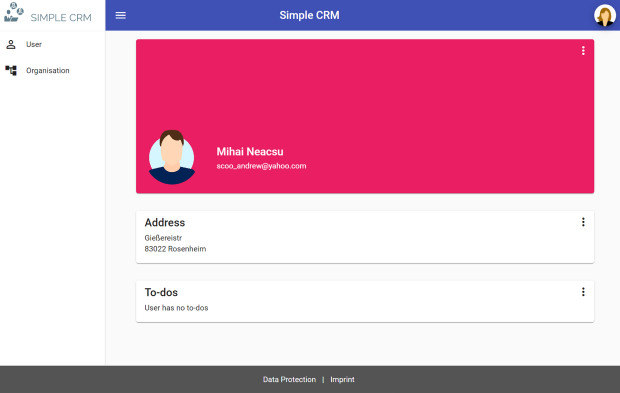 SIMPLE CRM
Simple CRM
User
Organisation
Mihai Neacsu
scoo_andrew@yahoo.com
Address
Gießereistr
83022 Rosenheim
To-dos
User has no to-dos
Data Protection | Imprint